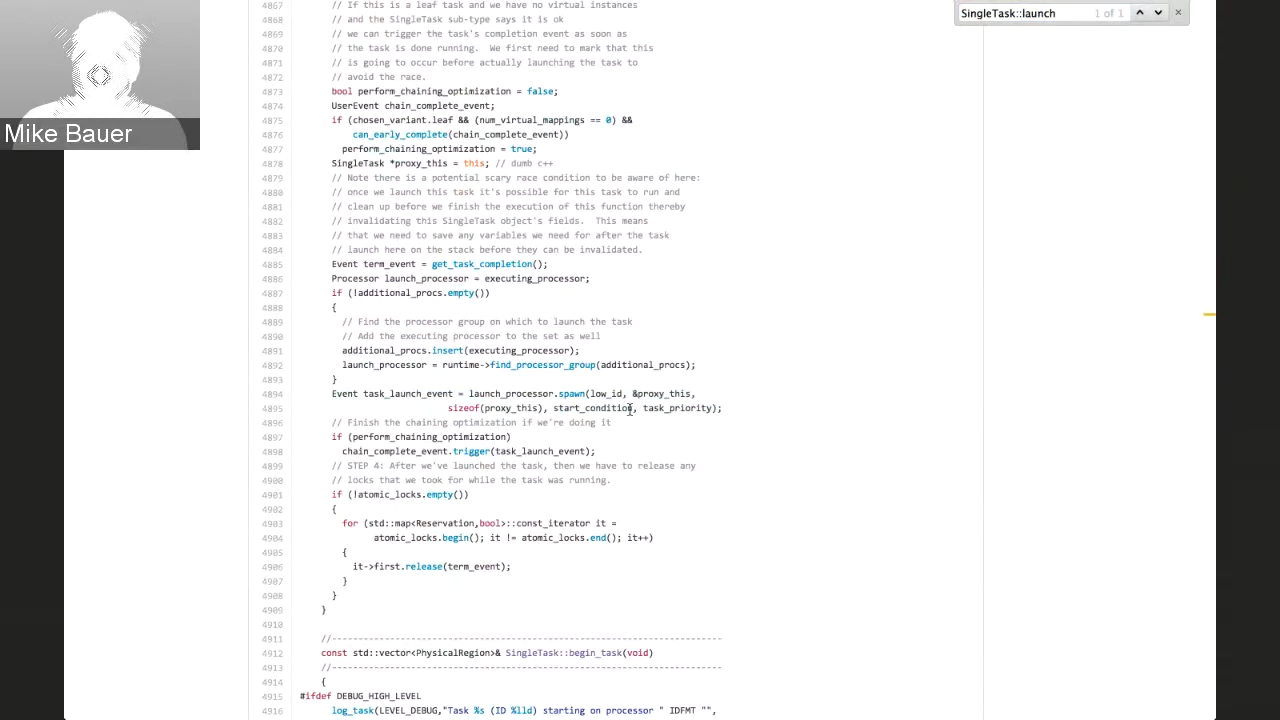 SingleTask::launch 1 of 1
Mike Bauer
4867 // If this is a leaf task and we have no virtual instances
4868 // and the SingleTask sub-type says it is ok
4869 // we can trigger the task's completion event as soon as
4870 // the task is done running.  We first need to mark that this
4871 // is going to occur before actually launching the task to
4872 // avoid the race.
4873 bool perform_chaining_optimization = false;
4874 UserEvent chain_complete_event;
4875 if (chosen_variant.leaf && (num_virtual_mappings == 0) &&
4876 can_early_complete(chain_complete_event))
4877 perform_chaining_optimization = true;
4878 SingleTask *proxy_this = this; // dumb c++
4879 // Note there is a potential scary race condition to be aware of here:
4880 // once we launch this task it's possible for this task to run and
4881 // clean up before we finish the execution of this function thereby
4882 // invalidating this SingleTask object's fields.  This means
4883 // that we need to save any variables we need for after the task
4884 // launch here on the stack before they can be invalidated.
4885 Event term_event = get_task_completion();
4886 Processor launch_processor = executing_processor;
4887 if (!additional_procs.empty())
4888 {
4889 // Find the processor group on which to launch the task
4890 // Add the executing processor to the set as well
4891 additional_procs.insert(executing_processor);
4892 launch_processor = runtime->find_processor_group(additional_procs);
4893 }
4894 Event task_launch_event = launch_processor.spawn(low_id, &proxy_this,
4895 sizeof(proxy_this), start_condition, task_priority);
4896 // Finish the chaining optimization if we're doing it
4897 if (perform_chaining_optimization)
4898 chain_complete_event.trigger(task_launch_event);
4899 // STEP 4: After we've launched the task, then we have to release any
4900 // locks that we took for while the task was running.
4901 if (!atomic_locks.empty())
4902 {
4903 for (std::map<Reservation,bool>::const_iterator it =
4904 atomic_locks.begin(); it != atomic_locks.end(); it++)
4905 {
4906 it->first.release(term_event);
4907 }
4908 }
4909 }
4910
4911 //--------------------------------------------------------------------------
4912 const std::vector<PhysicalRegion>& SingleTask::begin_task(void)
4913 //--------------------------------------------------------------------------
4914 {
4915 #ifdef DEBUG_HIGH_LEVEL
4916 log_task(LEVEL_DEBUG,"Task %s (ID %lld) starting on processor " IDFMT "",